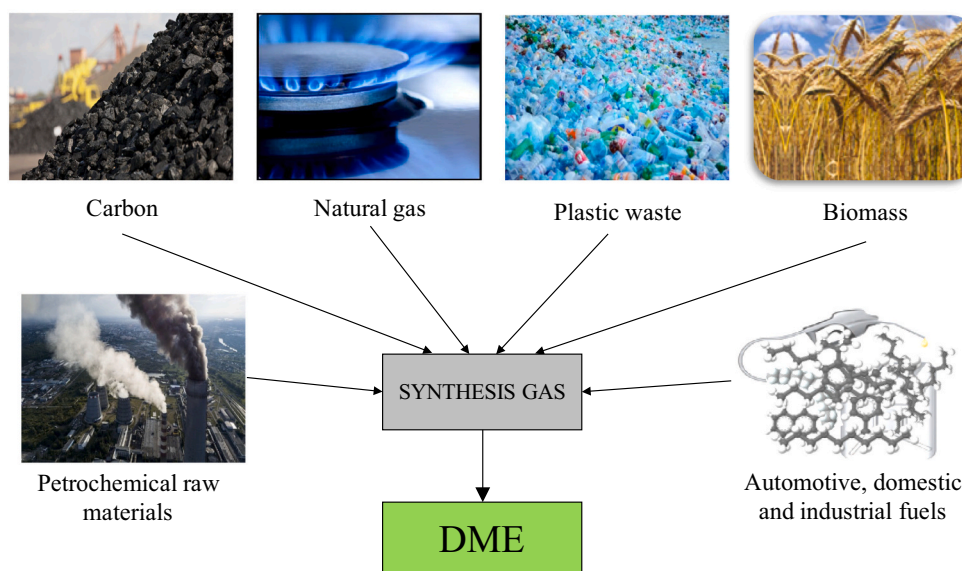 Carbon
Natural gas
Plastic waste
Biomass
SYNTHESIS GAS
Petrochemical raw
materials
Automotive, domestic
and industrial fuels
DME